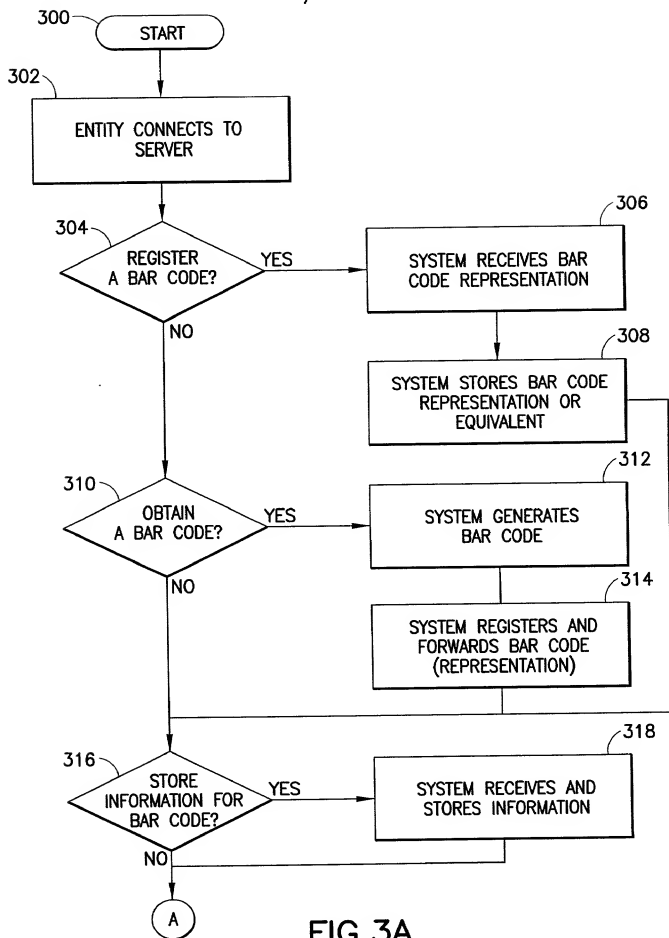 300
START
302
ENTITY CONNECTS TO
SERVER
304
REGISTER
A BAR CODE?
YES
NO
306
SYSTEM RECEIVES BAR
CODE REPRESENTATION
308
SYSTEM STORES BAR CODE
REPRESENTATION OR
EQUIVALENT
310
OBTAIN
A BAR CODE?
YES
NO
312
SYSTEM GENERATES
BAR CODE
314
SYSTEM REGISTERS AND
FORWARDS BAR CODE
(REPRESENTATION)
316
STORE
INFORMATION FOR
BAR CODE?
YES
NO
318
SYSTEM RECEIVES AND
STORES INFORMATION
A
FIG.3A